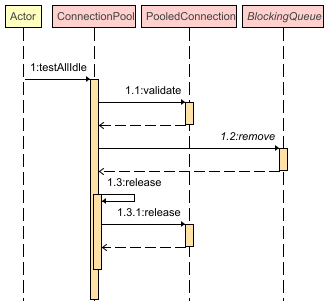 Actor ConnectionPool PooledConnection BlockingQueue
1:testAllIdle
1.1:validate
1.2:remove
1.3:release
1.3.1:release